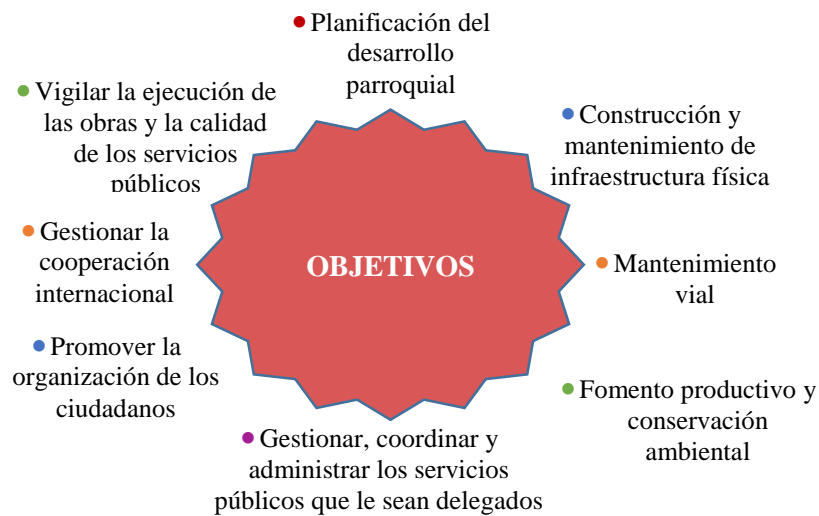 Planificación del
desarrollo
parroquial
Construcción y
mantenimiento de
infraestructura física
Mantenimiento
vial
Fomento productivo y
conservación
ambiental
Gestionar, coordinar y
administrar los servicios
públicos que le sean delegados
Promover la
organización de los
ciudadanos
Gestionar la
cooperación
internacional
Vigilar la ejecución de
las obras y la calidad
de los servicios
públicos
OBJETIVOS